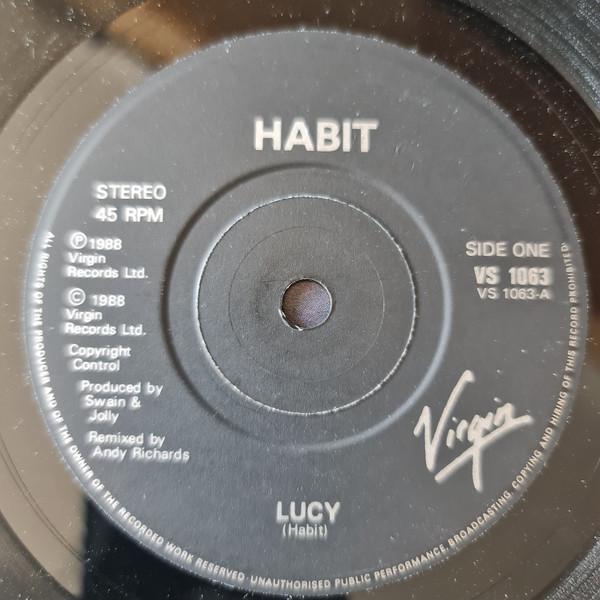 HABIT
STEREO
45 RPM
Ⓟ 1988
Virgin
Records Ltd.
© 1988
Virgin
Records Ltd.
Copyright
Control
Produced by
Swain &
Jolly
Remixed by
Andy Richards
SIDE ONE
VS 1063
VS 1063-A
Virgin
LUCY
(Habit)
ALL RIGHTS OF THE PRODUCER AND OF THE OWNER OF THE RECORDED WORK RESERVED UNAUTHORISED PUBLIC PERFORMANCE, BROADCASTING, COPYING AND HIRING OF THIS RECORD PROHIBITED